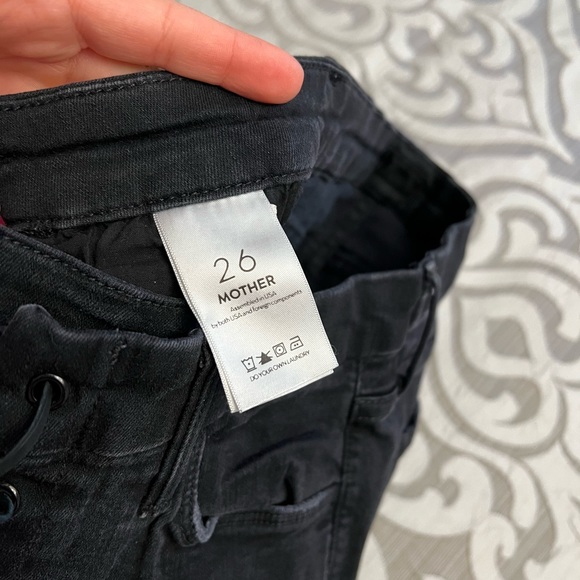 26
MOTHER
Assembled in USA
by both USA and foreign components
DO YOUR OWN LAUNDRY